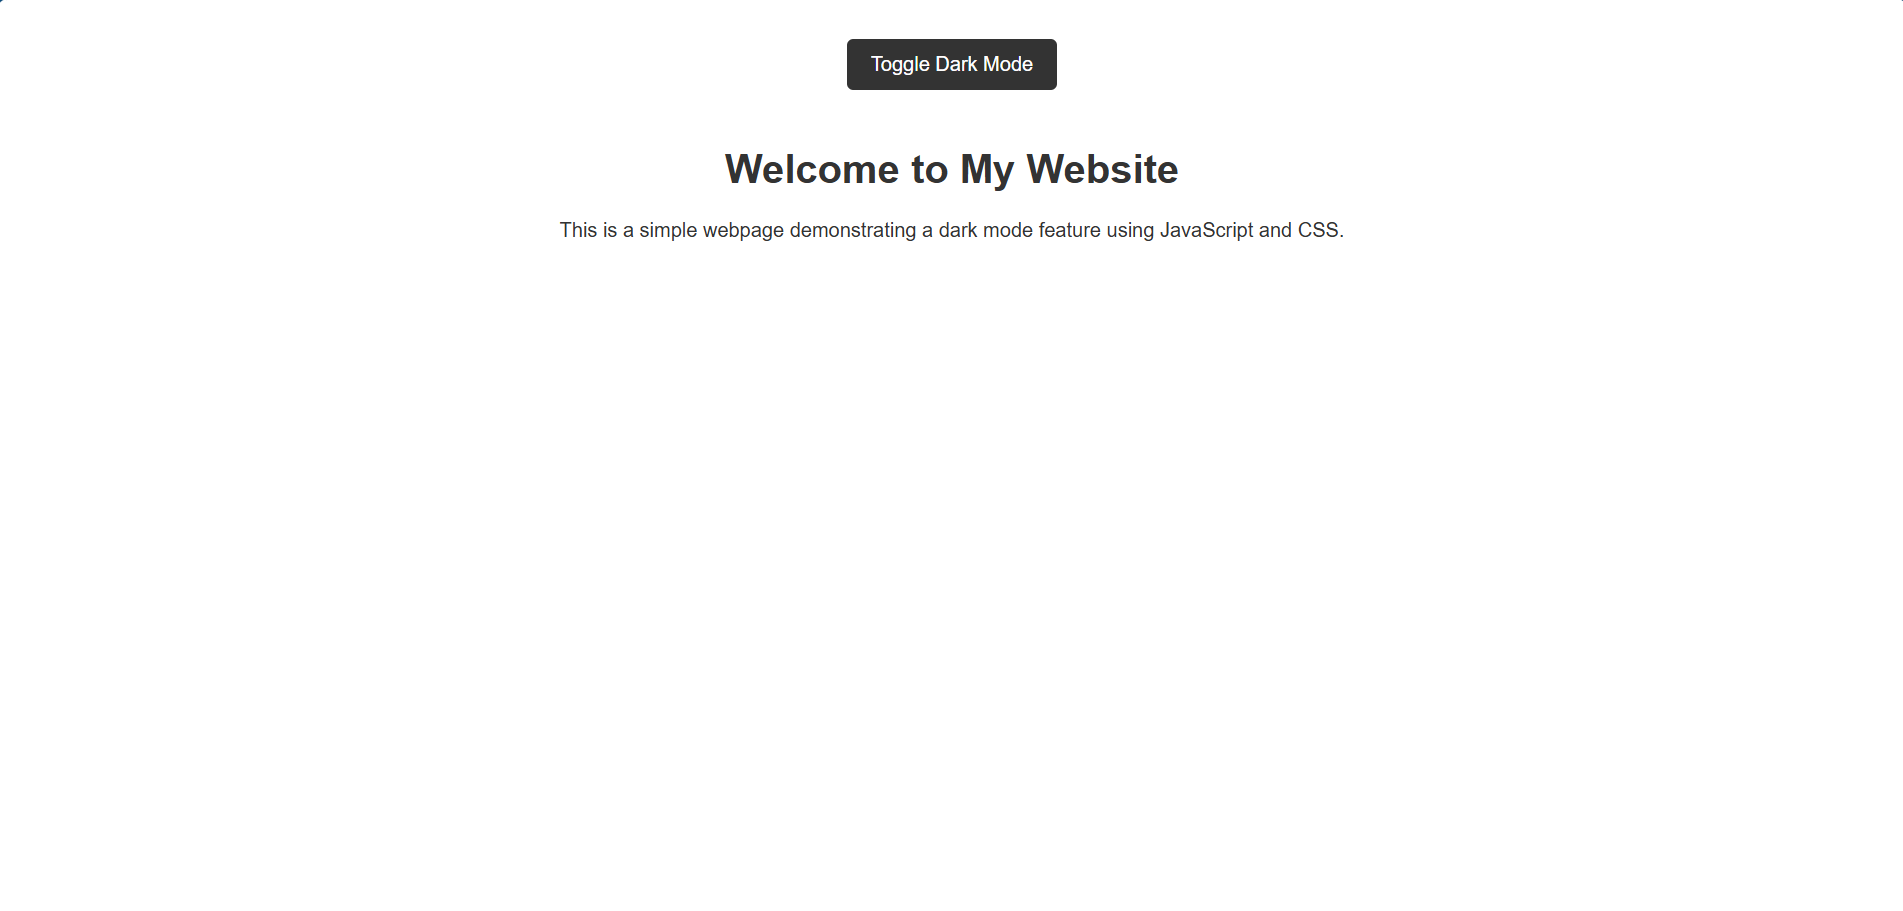 Toggle Dark Mode
Welcome to My Website
This is a simple webpage demonstrating a dark mode feature using JavaScript and CSS.